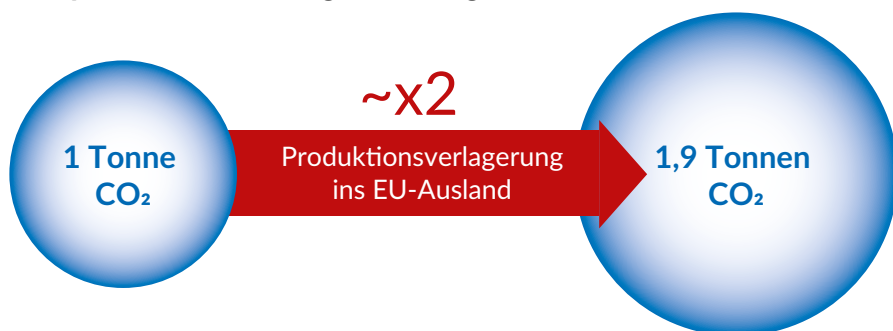 ~x2
1 Tonne
CO₂
Produktionsverlagerung
ins EU-Ausland
1,9 Tonnen
CO₂